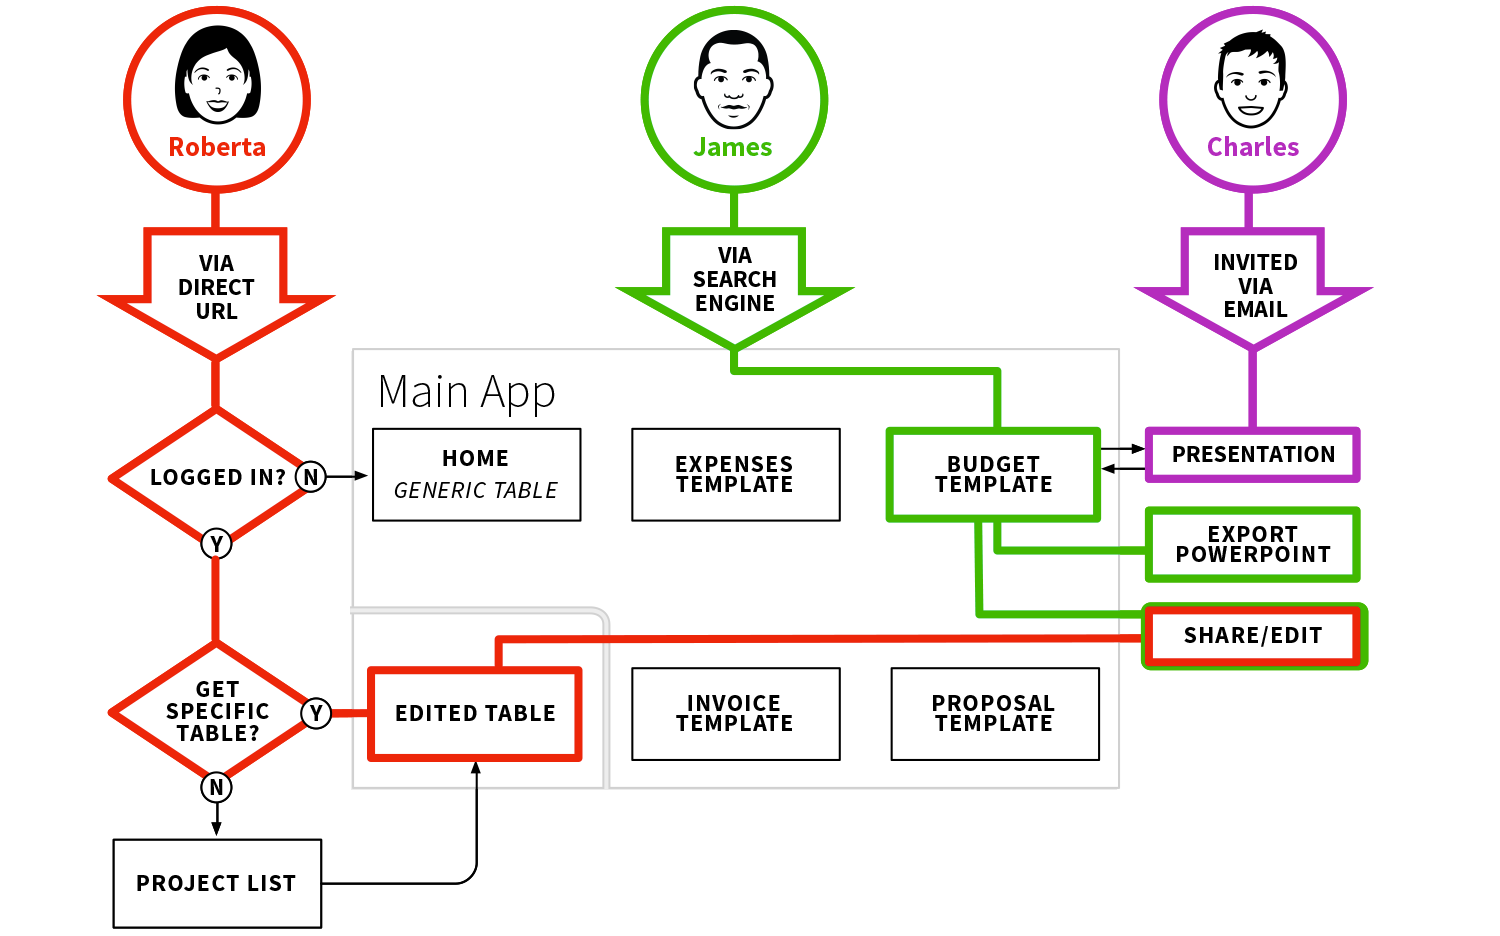 Roberta
James
Charles
VIA
DIRECT
URL
VIA
SEARCH
ENGINE
INVITED
VIA
EMAIL
Main App
LOGGED IN?
N
Y
HOME
GENERIC TABLE
EXPENSES
TEMPLATE
BUDGET
TEMPLATE
PRESENTATION
EXPORT
POWERPOINT
SHARE/EDIT
GET
SPECIFIC
TABLE?
Y
N
EDITED TABLE
INVOICE
TEMPLATE
PROPOSAL
TEMPLATE
PROJECT LIST